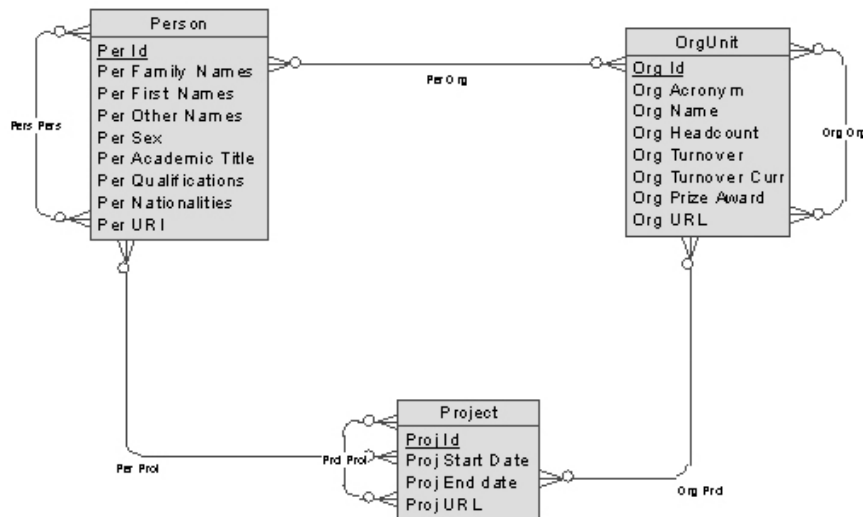 Person
Per Id
Per Family Names
Per First Names
Per Other Names
Per Sex
Per Academic Title
Per Qualifications
Per Nationalities
Per URI
Pers Pers
Per Org
OrgUnit
Org Id
Org Acronym
Org Name
Org Headcount
Org Turnover
Org Turnover Curr
Org Prize Award
Org URL
Org Org
Project
Proj Id
Proj Start Date
Proj End date
Proj URL
Per Proj
Proj Proj
Org Proj